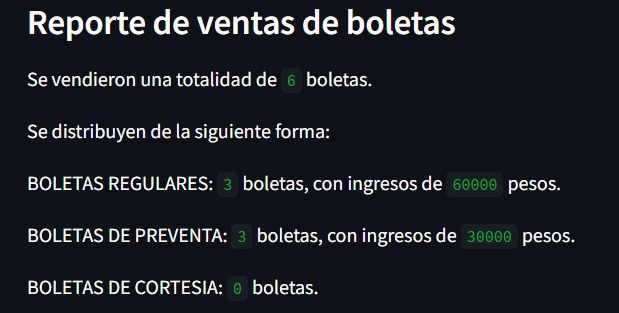 Reporte de ventas de boletas
Se vendieron una totalidad de 6 boletas.
Se distribuyen de la siguiente forma:
BOLETAS REGULARES: 3 boletas, con ingresos de 60000 pesos.
BOLETAS DE PREVENTA: 3 boletas, con ingresos de 30000 pesos.
BOLETAS DE CORTESIA: 0 boletas.